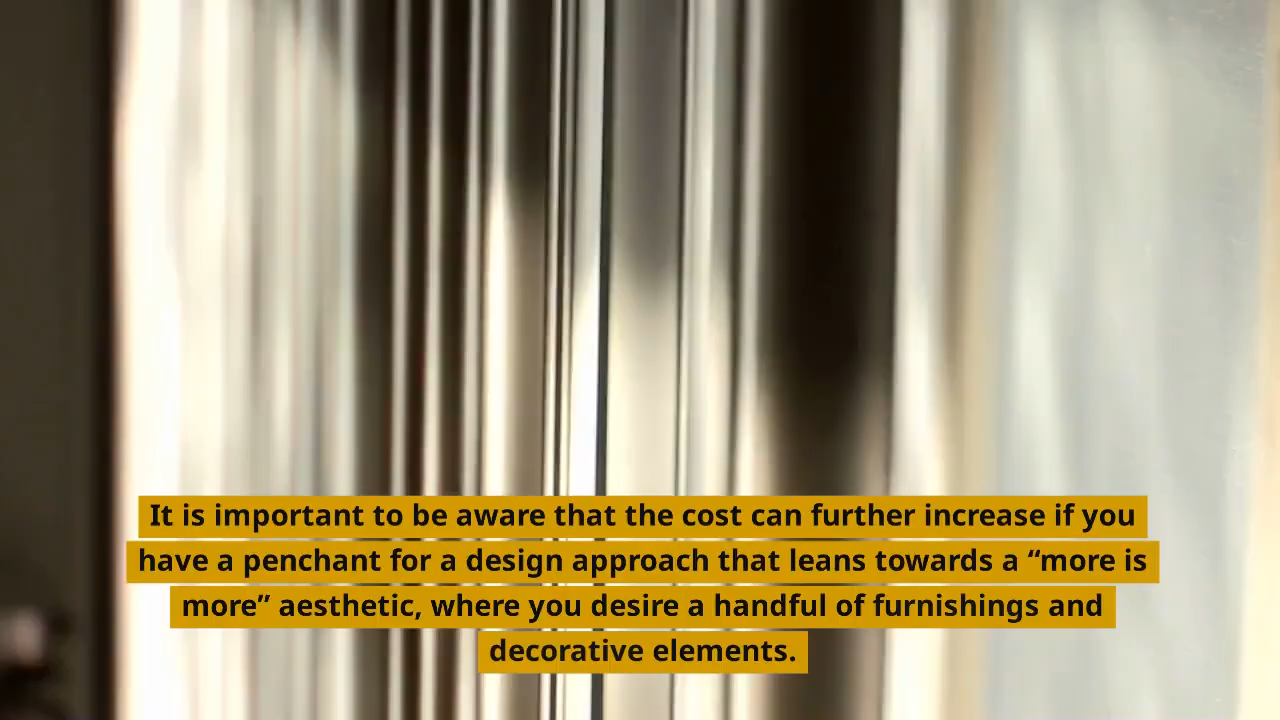 It is important to be aware that the cost can further increase if you
have a penchant for a design approach that leans towards a “more is
more” aesthetic, where you desire a handful of furnishings and
decorative elements.